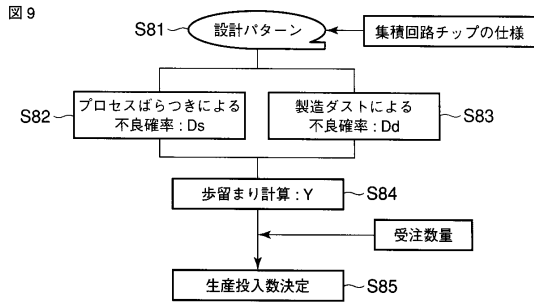 図9
S81
設計パターン
集積回路チップの仕様
S82
プロセスばらつきによる
不良確率：Ds
製造ダストによる
不良確率：Dd
S83
歩留まり計算：Y
S84
受注数量
生産投入数決定
S85